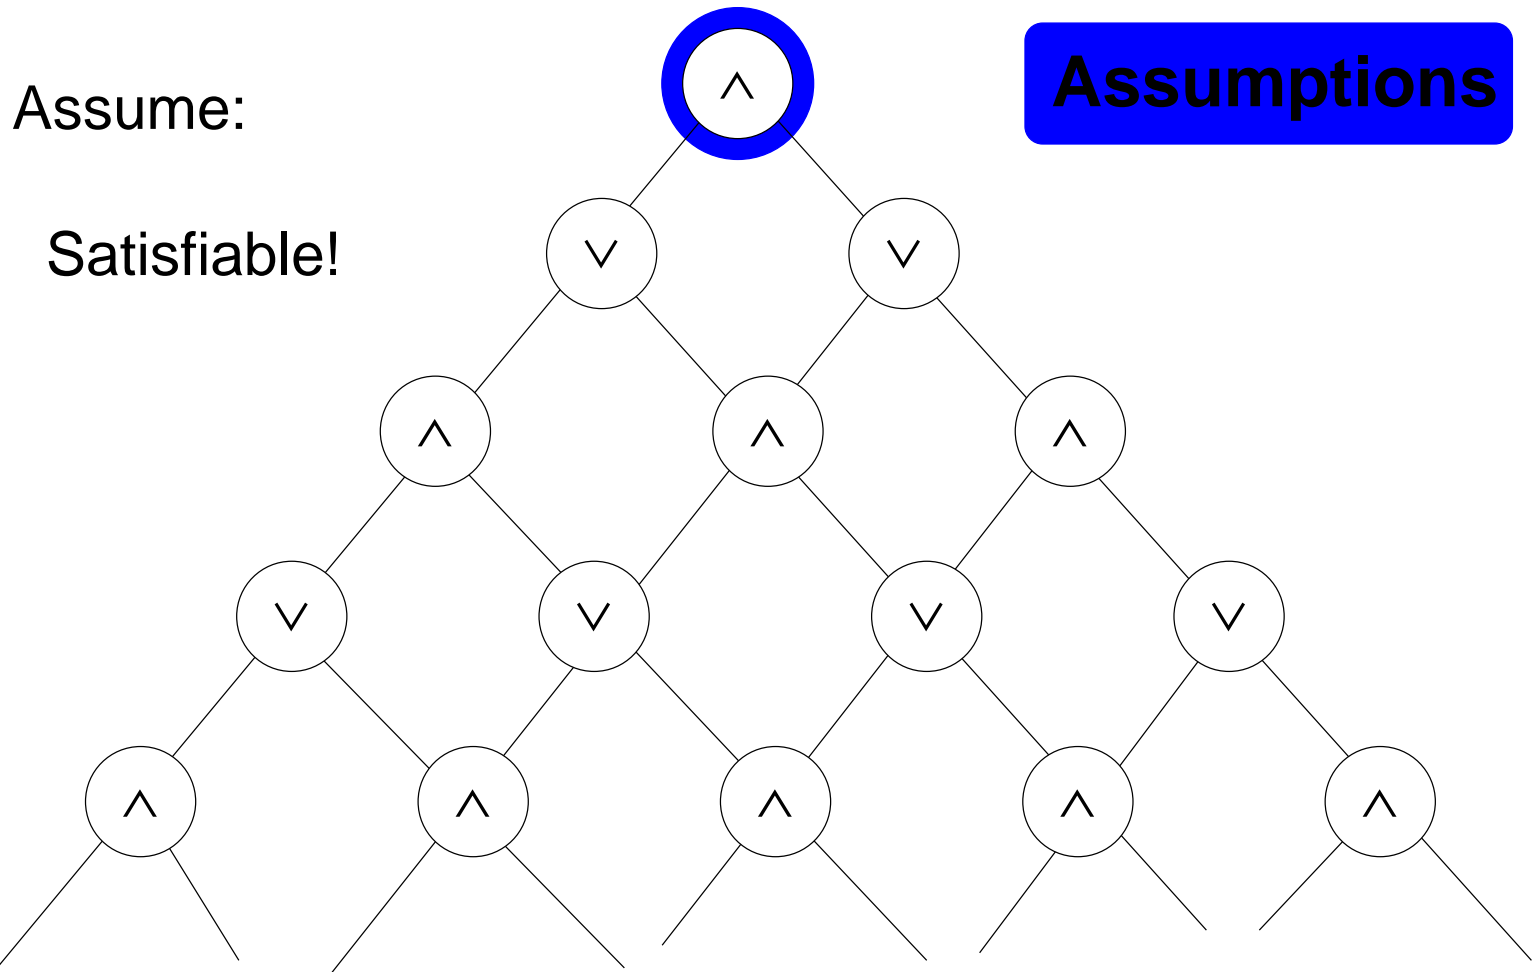 ∧
Assumptions
Assume:
∨ ∨
Satisfiable!
∧ ∧ ∧
∨ ∨ ∨ ∨
∧ ∧ ∧ ∧ ∧